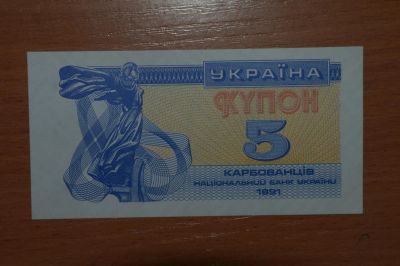 УКРАЇНА
КУПОН
5
КАРБОВАНЦІВ
НАЦІОНАЛЬНИЙ БАНК УКРАЇНИ
1991